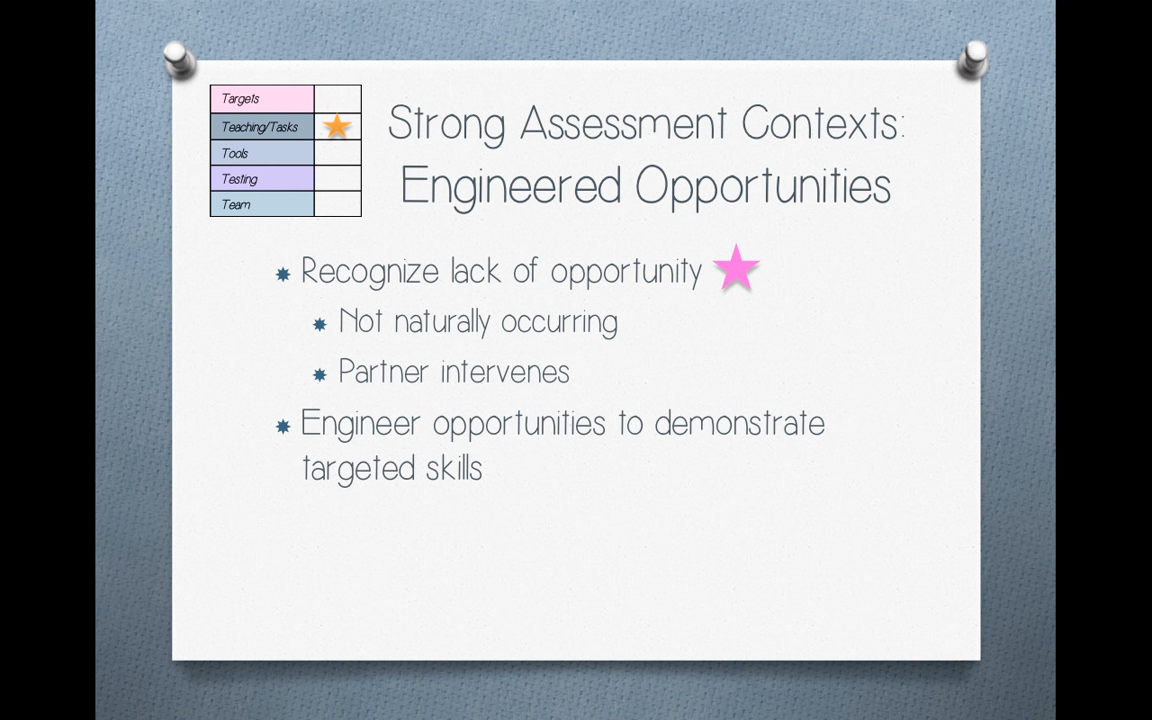 Targets
Teaching/Tasks
Tools
Testing
Team
Strong Assessment Contexts:
Engineered Opportunities
Recognize lack of opportunity
Not naturally occurring
Partner intervenes
Engineer opportunities to demonstrate
targeted skills